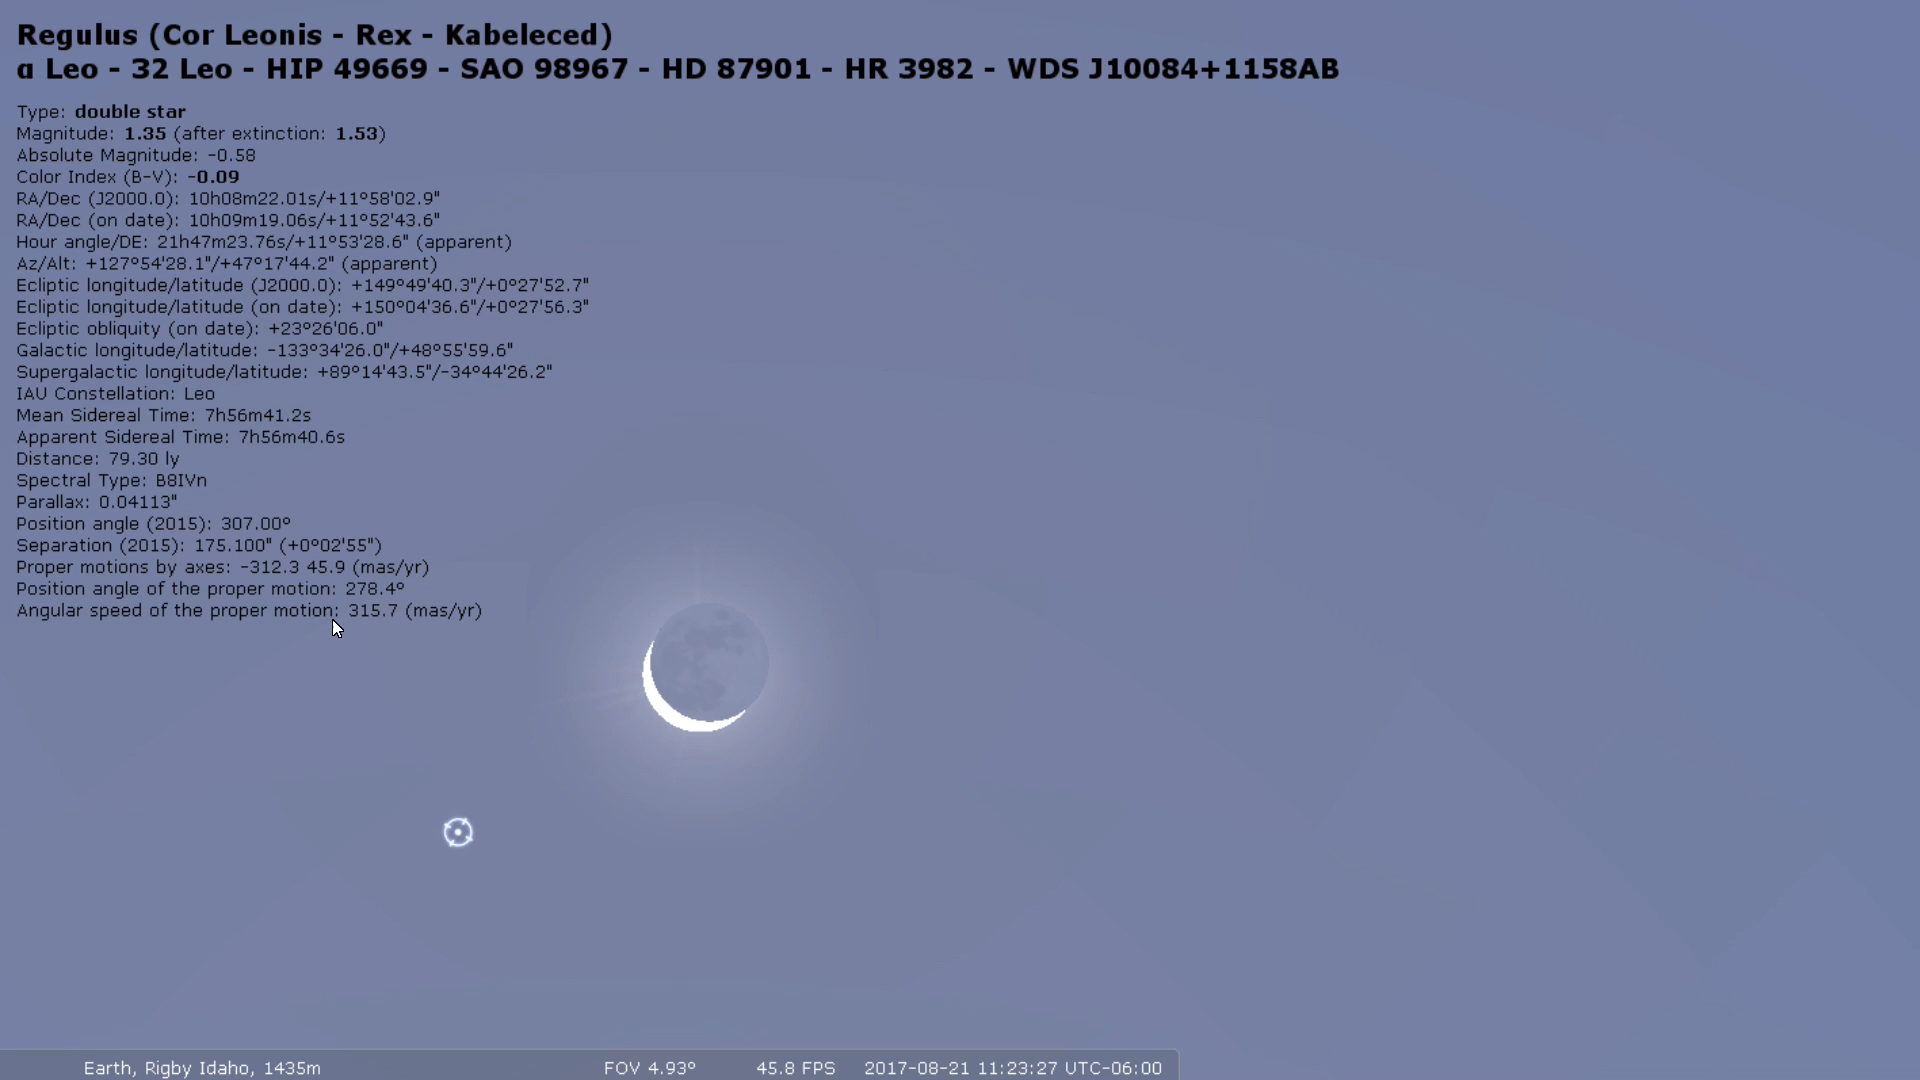 Regulus (Cor Leonis - Rex - Kabeleced)
α Leo - 32 Leo - HIP 49669 - SAO 98967 - HD 87901 - HR 3982 - WDS J10084+1158AB
Type: double star
Magnitude: 1.35 (after extinction: 1.53)
Absolute Magnitude: -0.58
Color Index (B-V): -0.09
RA/Dec (J2000.0): 10h08m22.01s/+11°58'02.9"
RA/Dec (on date): 10h09m19.06s/+11°52'43.6"
Hour angle/DE: 21h47m23.76s/+11°53'28.6" (apparent)
Az/Alt: +127°54'28.1"/+47°17'44.2" (apparent)
Ecliptic longitude/latitude (J2000.0): +149°49'40.3"/+0°27'52.7"
Ecliptic longitude/latitude (on date): +150°04'36.6"/+0°27'56.3"
Ecliptic obliquity (on date): +23°26'06.0"
Galactic longitude/latitude: -133°34'26.0"/+48°55'59.6"
Supergalactic longitude/latitude: +89°14'43.5"/-34°44'26.2"
IAU Constellation: Leo
Mean Sidereal Time: 7h56m41.2s
Apparent Sidereal Time: 7h56m40.6s
Distance: 79.30 ly
Spectral Type: B8IVn
Parallax: 0.04113"
Position angle (2015): 307.00°
Separation (2015): 175.100" (+0°02'55")
Proper motions by axes: -312.3 45.9 (mas/yr)
Position angle of the proper motion: 278.4°
Angular speed of the proper motion: 315.7 (mas/yr)
Earth, Rigby Idaho, 1435m FOV 4.93° 45.8 FPS 2017-08-21 11:23:27 UTC-06:00